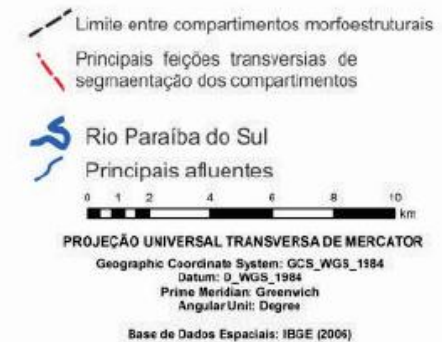 Limite entre compartimentos morfoestruturais
Principais feições transversias de
segmaentação dos compartimentos
Rio Paraíba do Sul
Principais afluentes
0 1 2 4 6 8 10
km
PROJEÇÃO UNIVERSAL TRANSVERSA DE MERCATOR
Geographic Coordinate System: GCS_WGS_1984
Datum: D_WGS_1984
Prime Meridian: Greenwich
Angular Unit: Degree
Base de Dados Espaciais: IBGE (2006)